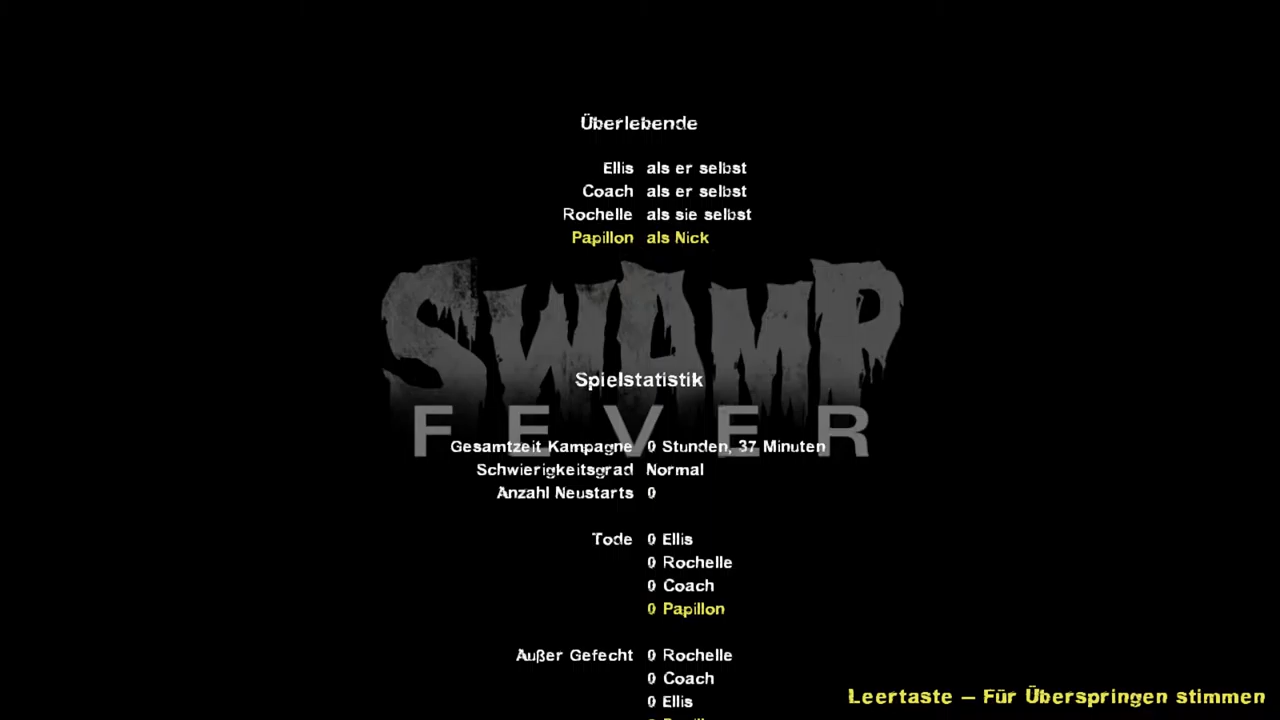 Überlebende
Ellis als er selbst
Coach als er selbst
Rochelle als sie selbst
Papillon als Nick
SWAMP
FEVER
Spielstatistik
Gesamtzeit Kampagne 0 Stunden, 37 Minuten
Schwierigkeitsgrad Normal
Anzahl Neustarts 0
Tode 0 Ellis
0 Rochelle
0 Coach
0 Papillon
Außer Gefecht 0 Rochelle
0 Coach
0 Ellis
Leertaste – Für Überspringen stimmen